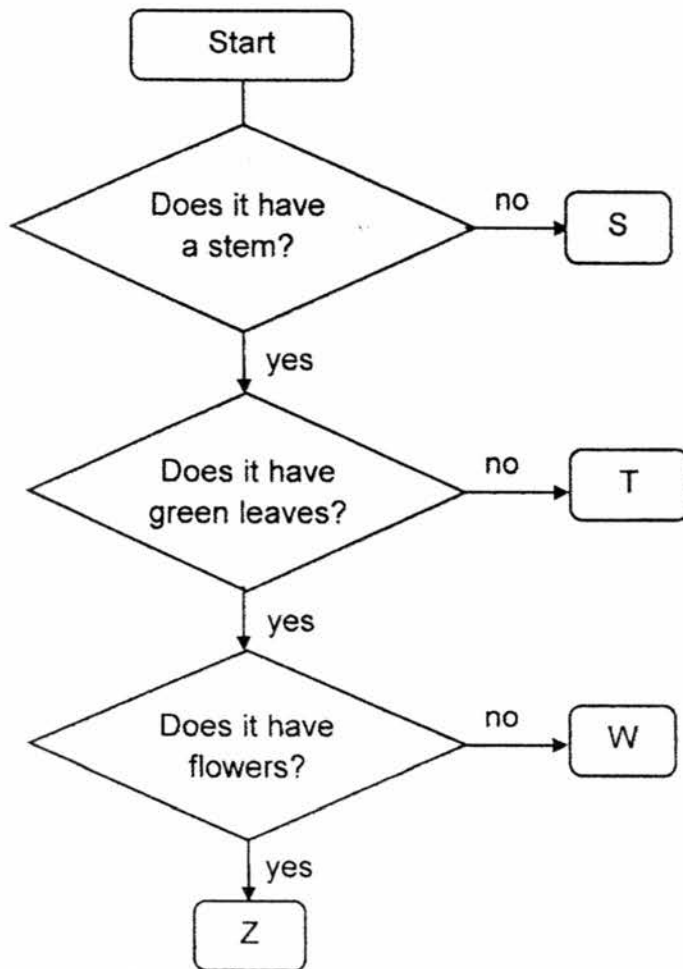 Start
Does it have
a stem?
no
S
yes
Does it have
green leaves?
no
T
yes
Does it have
flowers?
no
W
yes
Z